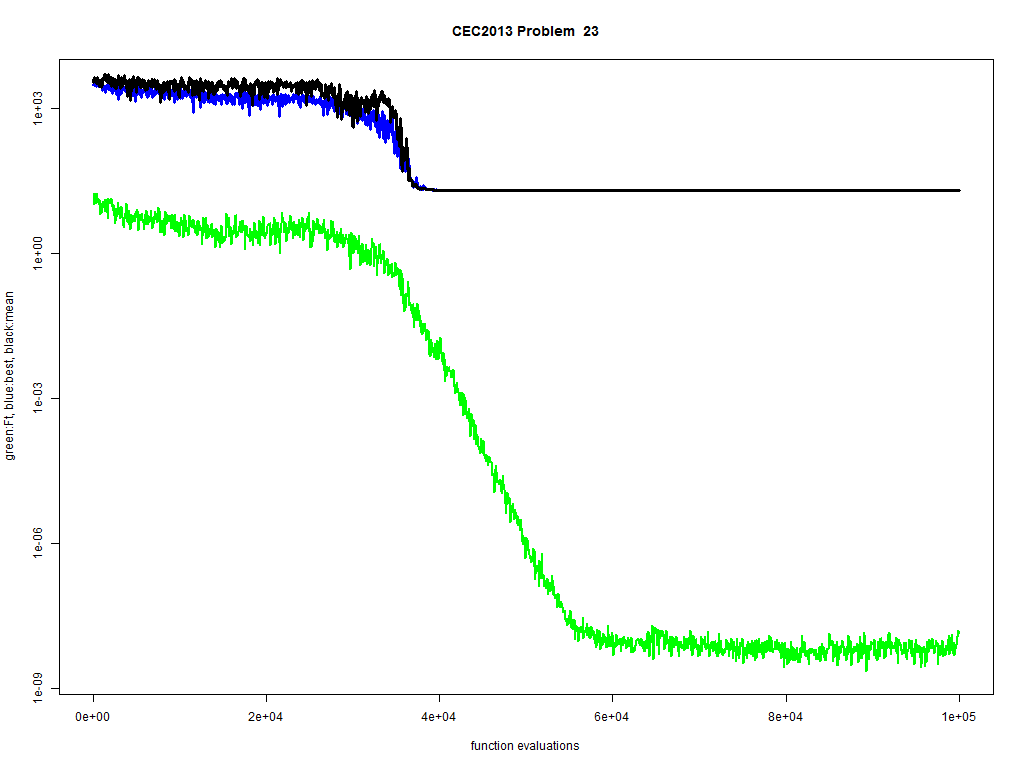 CEC2013 Problem  23
green:Ft, blue:best, black:mean
1e+03
1e+00
1e-03
1e-06
1e-09
0e+00 2e+04 4e+04 6e+04 8e+04 1e+05
function evaluations